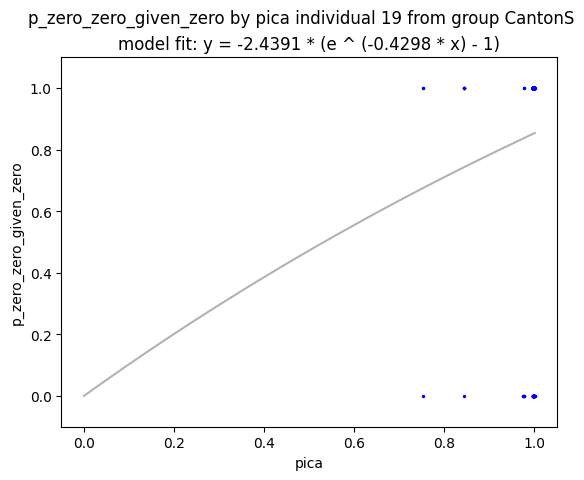 p_zero_zero_given_zero by pica individual 19 from group CantonS
model fit: y = -2.4391 * (e ^ (-0.4298 * x) - 1)
1.0
0.8
0.6
0.4
0.2
0.0
p_zero_zero_given_zero
0.0 0.2 0.4 0.6 0.8 1.0
pica